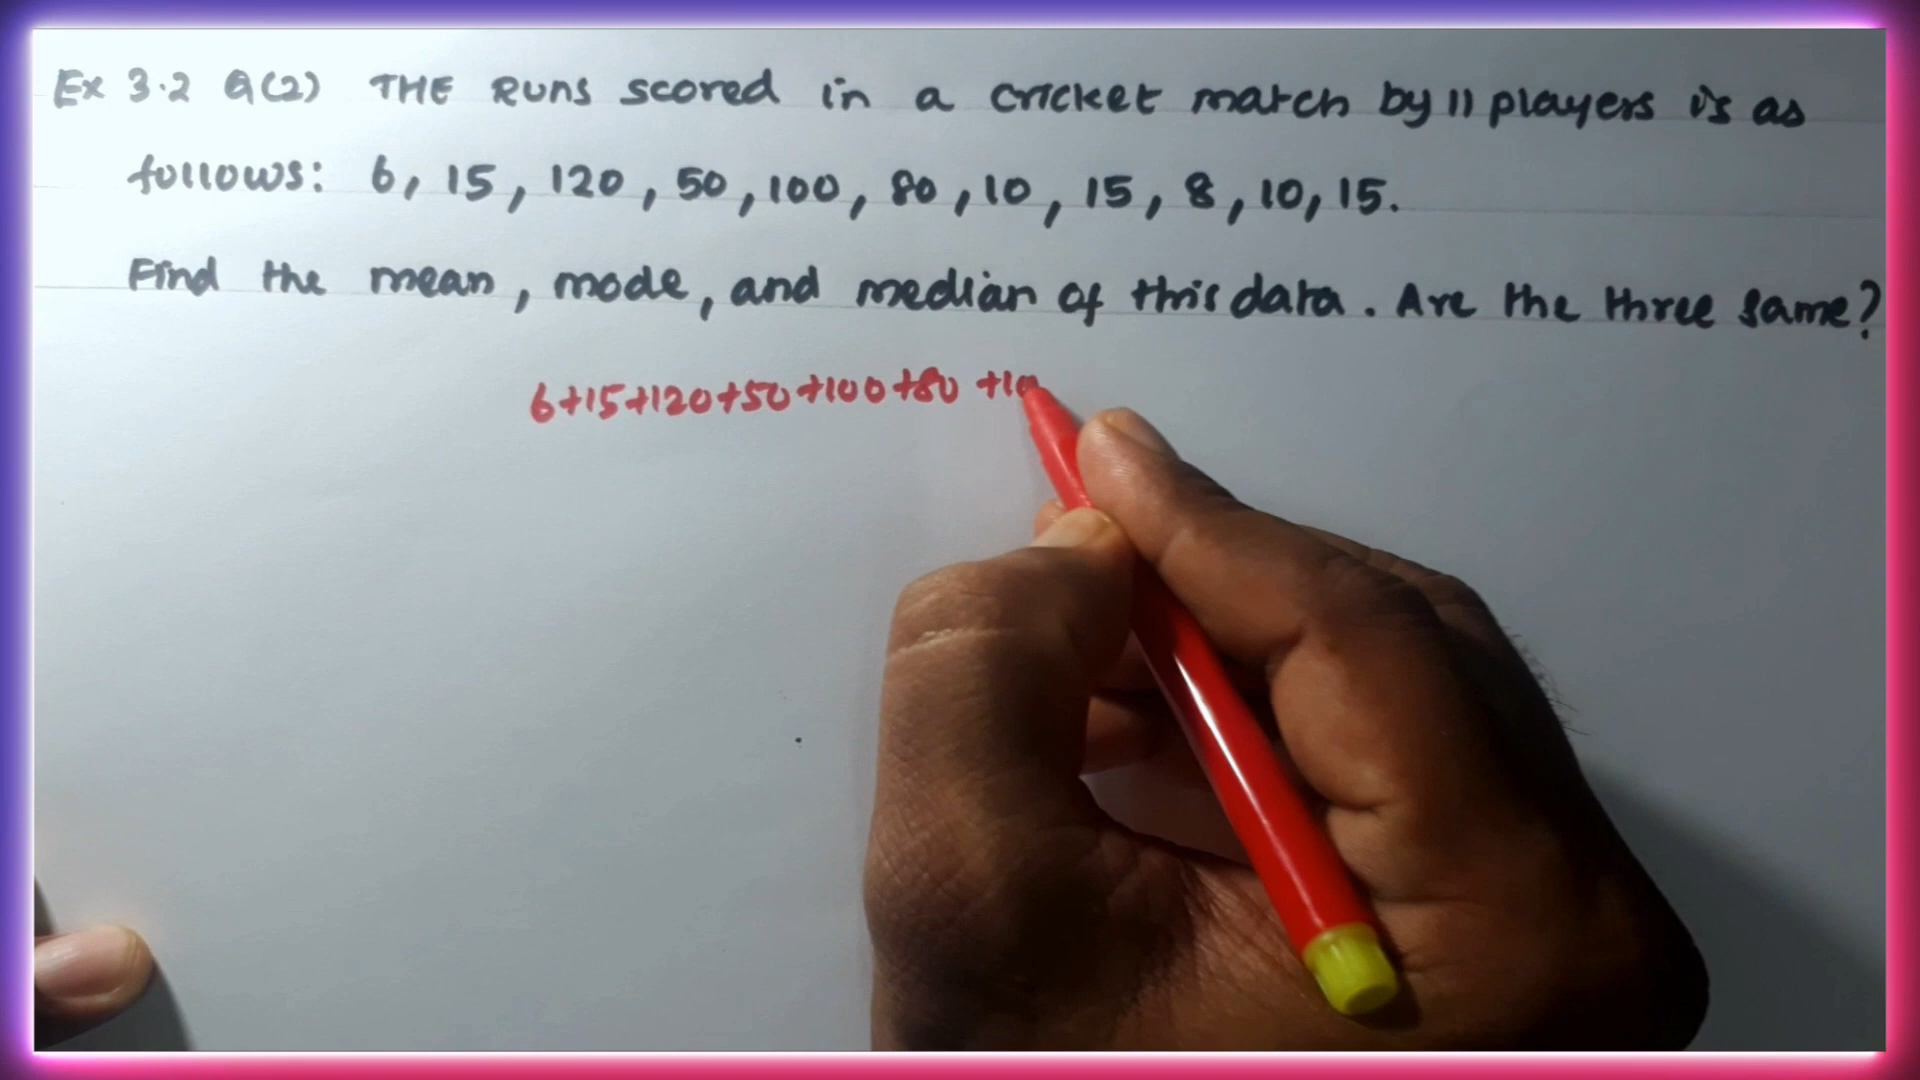 Ex 3.2 Q(2) THE Runs scored in a cricket match by 11 players is as
follows: 6, 15, 120, 50, 100, 80, 10, 15, 8, 10, 15.
Find the mean, mode, and median of this data. Are the three same?
6+15+120+50+100+80+10